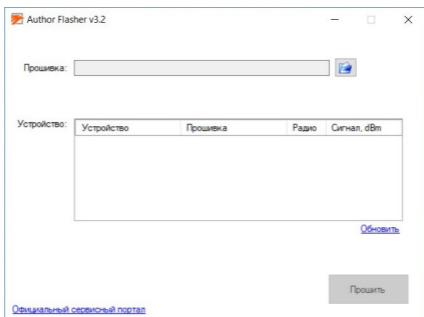 Author Flasher v3.2
Прошивка:
Устройство:
Устройство Прошивка Радио Сигнал, dBm
Обновить
Прошить
Официальный сервисный портал